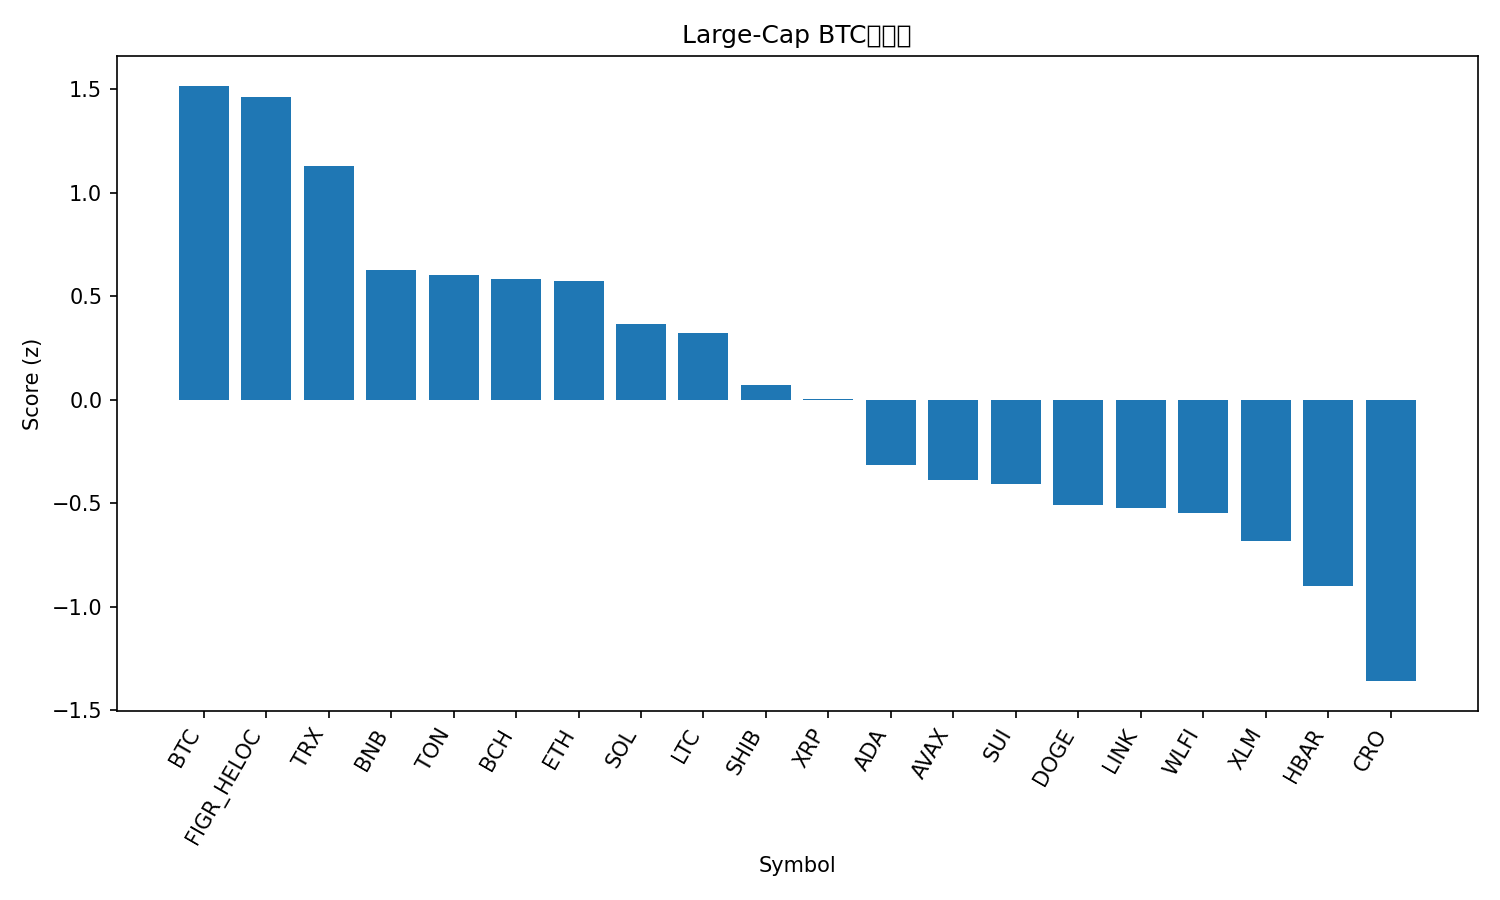 Large-Cap BTC
1.5
1.0
0.5
0.0
−0.5
−1.0
−1.5
Score (z)
BTC
FIGR_HELOC
TRX
BNB
TON
BCH
ETH
SOL
LTC
SHIB
XRP
ADA
AVAX
SUI
DOGE
LINK
WLFI
XLM
HBAR
CRO
Symbol